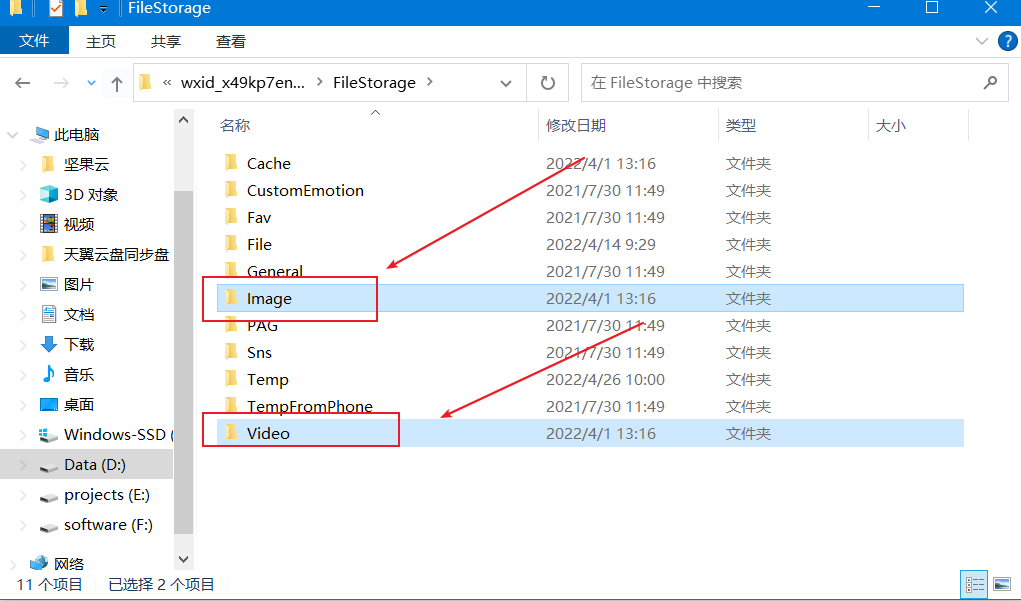 FileStorage
文件 主页 共享 查看 ?
« wxid_x49kp7en... FileStorage 在 FileStorage 中搜索
名称 修改日期 类型 大小
此电脑
坚果云
3D 对象
视频
天翼云盘同步盘
图片
文档
下载
音乐
桌面
Windows-SSD (
Data (D:)
projects (E:)
software (F:)
网络
Cache 2022/4/1 13:16 文件夹
CustomEmotion 2021/7/30 11:49 文件夹
Fav 2021/7/30 11:49 文件夹
File 2022/4/14 9:29 文件夹
General 2021/7/30 11:49 文件夹
Image 2022/4/1 13:16 文件夹
PAG 2021/7/30 11:49 文件夹
Sns 2021/7/30 11:49 文件夹
Temp 2022/4/26 10:00 文件夹
TempFromPhone 2021/7/30 11:49 文件夹
Video 2022/4/1 13:16 文件夹
11 个项目 已选择 2 个项目